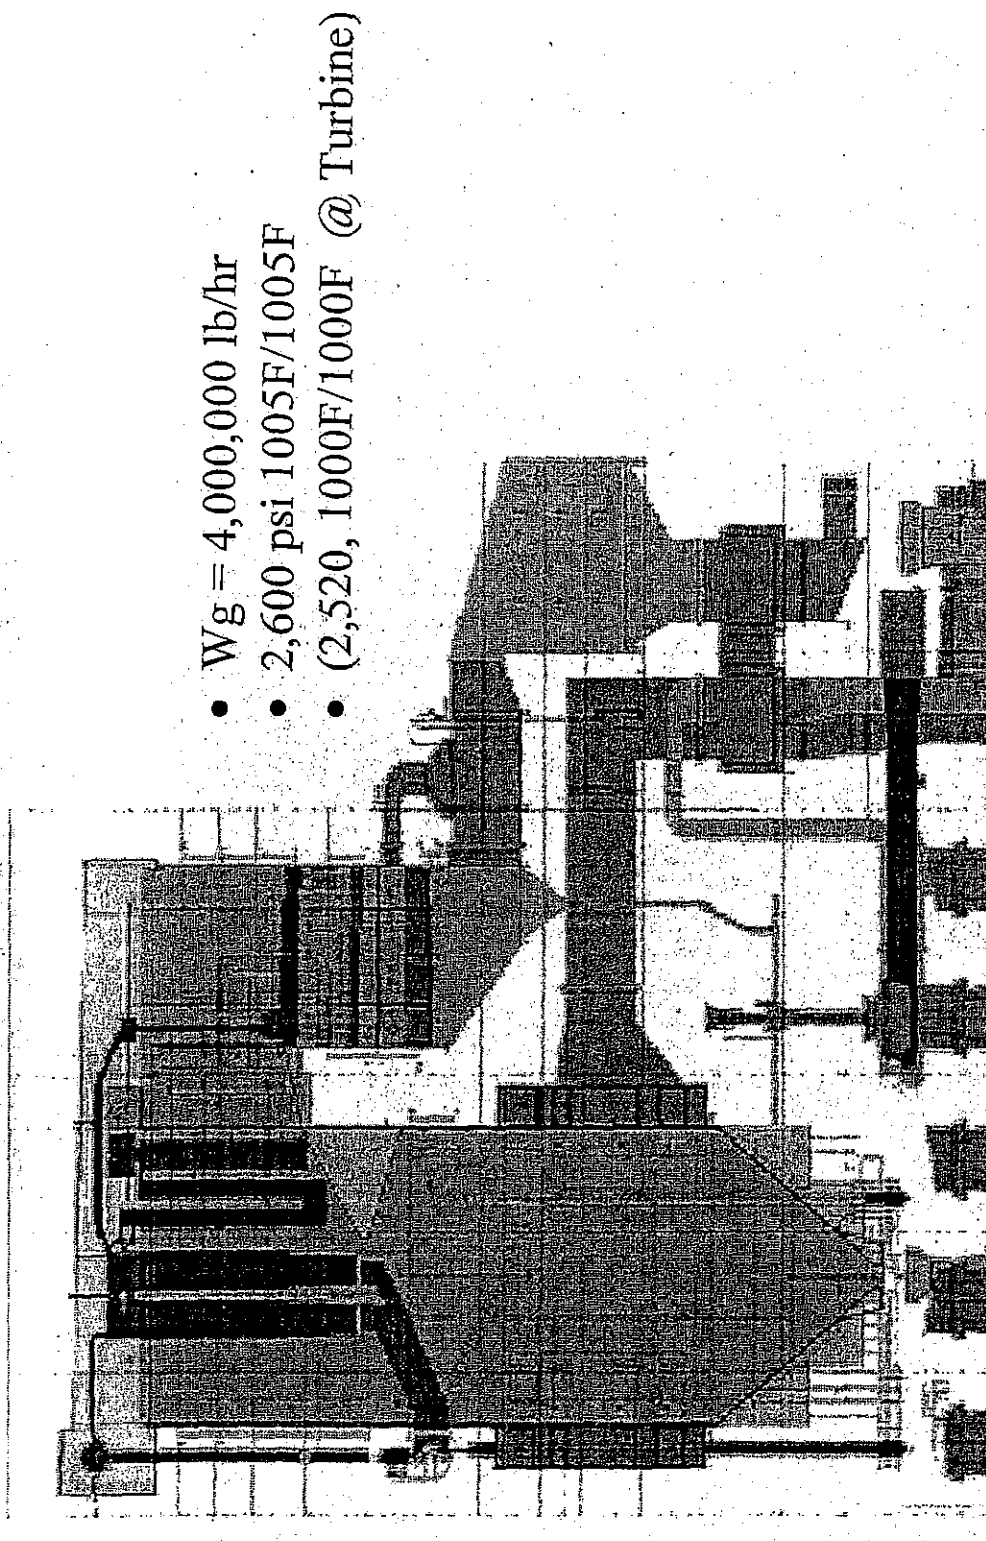 • Wg = 4,000,000 lb/hr
• 2,600 psi 1005F/1005F
• (2,520, 1000F/1000F @ Turbine)